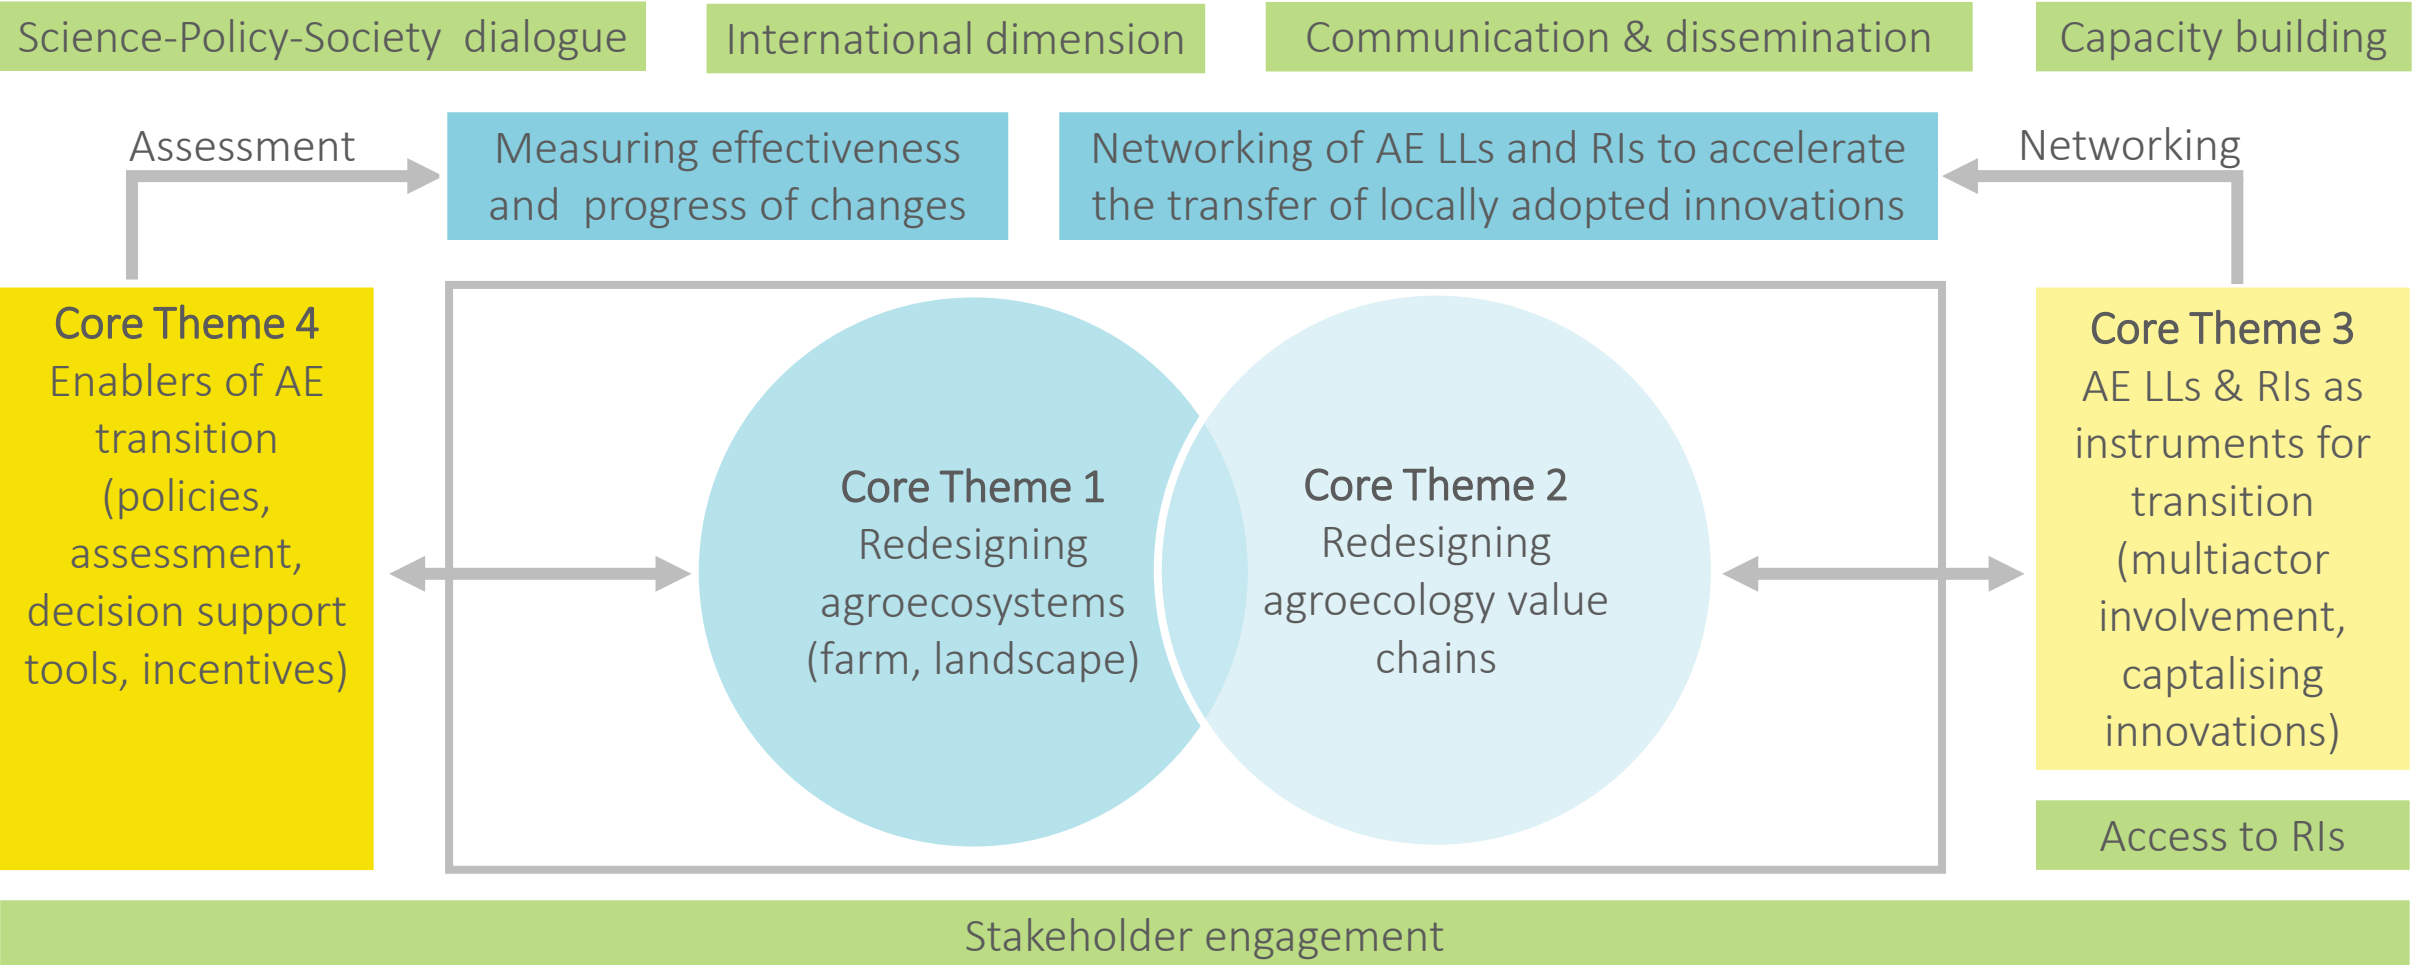 Science-Policy-Society dialogue
International dimension
Communication & dissemination
Capacity building
Assessment
Measuring effectiveness
and progress of changes
Networking of AE LLs and RIs to accelerate
the transfer of locally adopted innovations
Networking
Core Theme 4
Enablers of AE
transition
(policies,
assessment,
decision support
tools, incentives)
Core Theme 1
Redesigning
agroecosystems
(farm, landscape)
Core Theme 2
Redesigning
agroecology value
chains
Core Theme 3
AE LLs & RIs as
instruments for
transition
(multiactor
involvement,
captalising
innovations)
Access to RIs
Stakeholder engagement